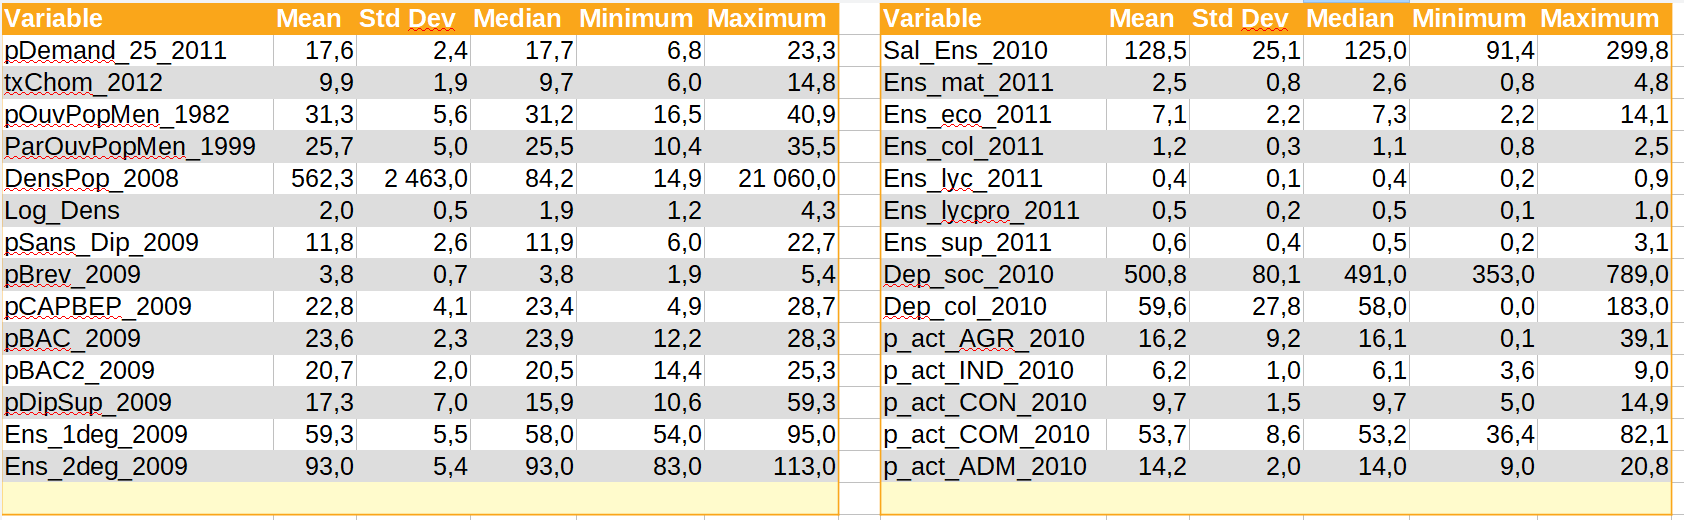 Variable Mean Std Dev Median Minimum Maximum
pDemand_25_2011 17,6 2,4 17,7 6,8 23,3
txChom_2012 9,9 1,9 9,7 6,0 14,8
pOuvPopMen_1982 31,3 5,6 31,2 16,5 40,9
ParOuvPopMen_1999 25,7 5,0 25,5 10,4 35,5
DensPop_2008 562,3 2 463,0 84,2 14,9 21 060,0
Log_Dens 2,0 0,5 1,9 1,2 4,3
pSans_Dip_2009 11,8 2,6 11,9 6,0 22,7
pBrev_2009 3,8 0,7 3,8 1,9 5,4
pCAPBEP_2009 22,8 4,1 23,4 4,9 28,7
pBAC_2009 23,6 2,3 23,9 12,2 28,3
pBAC2_2009 20,7 2,0 20,5 14,4 25,3
pDipSup_2009 17,3 7,0 15,9 10,6 59,3
Ens_1deg_2009 59,3 5,5 58,0 54,0 95,0
Ens_2deg_2009 93,0 5,4 93,0 83,0 113,0
Variable Mean Std Dev Median Minimum Maximum
Sal_Ens_2010 128,5 25,1 125,0 91,4 299,8
Ens_mat_2011 2,5 0,8 2,6 0,8 4,8
Ens_eco_2011 7,1 2,2 7,3 2,2 14,1
Ens_col_2011 1,2 0,3 1,1 0,8 2,5
Ens_lyc_2011 0,4 0,1 0,4 0,2 0,9
Ens_lycpro_2011 0,5 0,2 0,5 0,1 1,0
Ens_sup_2011 0,6 0,4 0,5 0,2 3,1
Dep_soc_2010 500,8 80,1 491,0 353,0 789,0
Dep_col_2010 59,6 27,8 58,0 0,0 183,0
p_act_AGR_2010 16,2 9,2 16,1 0,1 39,1
p_act_IND_2010 6,2 1,0 6,1 3,6 9,0
p_act_CON_2010 9,7 1,5 9,7 5,0 14,9
p_act_COM_2010 53,7 8,6 53,2 36,4 82,1
p_act_ADM_2010 14,2 2,0 14,0 9,0 20,8